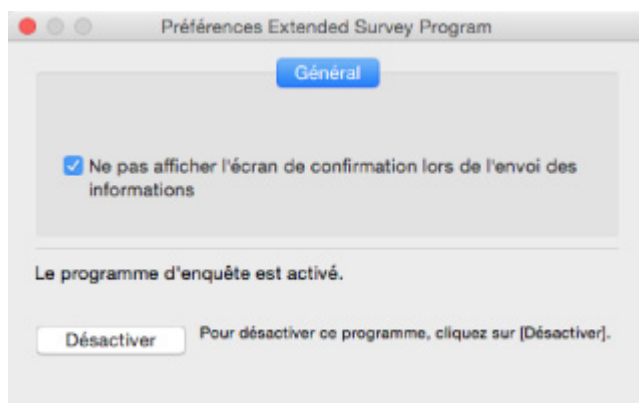 Préférences Extended Survey Program
Général
Ne pas afficher l'écran de confirmation lors de l'envoi des
informations
Le programme d'enquête est activé.
Désactiver
Pour désactiver ce programme, cliquez sur [Désactiver].